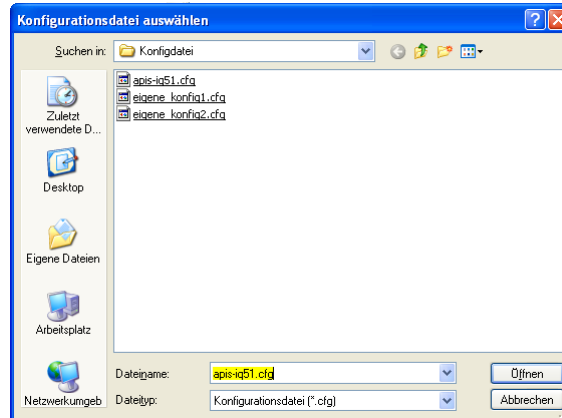 Konfigurationsdatei auswählen
Suchen in: Konfigdatei
apis-iq51.cfg
eigene_konfig1.cfg
eigene_konfig2.cfg
Zuletzt
verwendete D...
Desktop
Eigene Dateien
Arbeitsplatz
Netzwerkumgeb
Dateiname: apis-iq51.cfg Öffnen
Dateityp: Konfigurationsdatei (*.cfg) Abbrechen